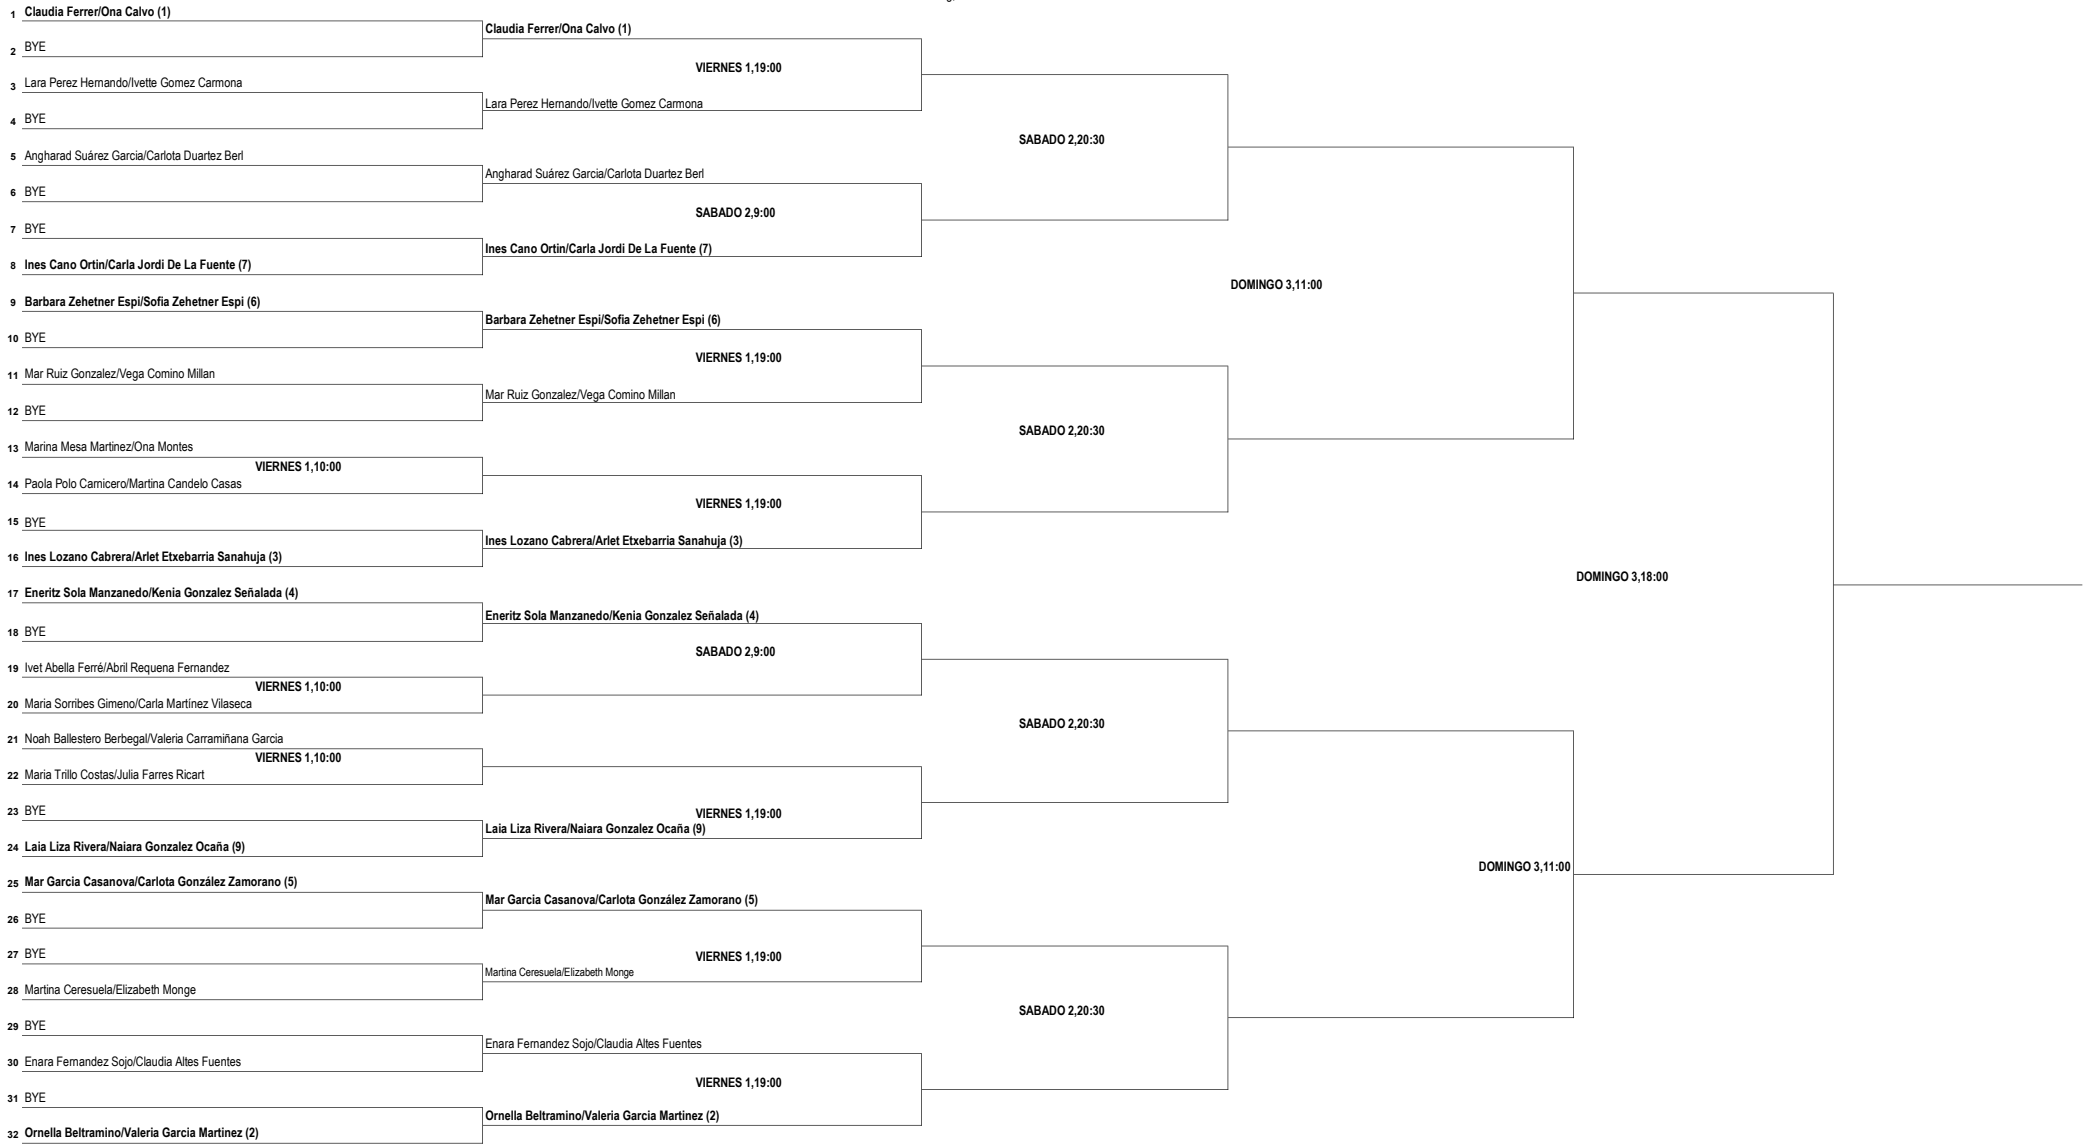 1 Claudia Ferrer/Ona Calvo (1)
Claudia Ferrer/Ona Calvo (1)
2 BYE
VIERNES 1,19:00
3 Lara Perez Hernando/Ivette Gomez Carmona
Lara Perez Hernando/Ivette Gomez Carmona
4 BYE
SABADO 2,20:30
5 Angharad Suárez Garcia/Carlota Duartez Berl
Angharad Suárez Garcia/Carlota Duartez Berl
6 BYE
SABADO 2,9:00
7 BYE
Ines Cano Ortin/Carla Jordi De La Fuente (7)
8 Ines Cano Ortin/Carla Jordi De La Fuente (7)
DOMINGO 3,11:00
9 Barbara Zehetner Espi/Sofia Zehetner Espi (6)
Barbara Zehetner Espi/Sofia Zehetner Espi (6)
10 BYE
VIERNES 1,19:00
11 Mar Ruiz Gonzalez/Vega Comino Millan
Mar Ruiz Gonzalez/Vega Comino Millan
12 BYE
SABADO 2,20:30
13 Marina Mesa Martinez/Ona Montes
VIERNES 1,10:00
14 Paola Polo Carnicero/Martina Candelo Casas
VIERNES 1,19:00
15 BYE
Ines Lozano Cabrera/Arlet Etxebarria Sanahuja (3)
16 Ines Lozano Cabrera/Arlet Etxebarria Sanahuja (3)
DOMINGO 3,18:00
17 Eneritz Sola Manzanedo/Kenia Gonzalez Señalada (4)
Eneritz Sola Manzanedo/Kenia Gonzalez Señalada (4)
18 BYE
SABADO 2,9:00
19 Ivet Abella Ferré/Abril Requena Fernandez
VIERNES 1,10:00
20 Maria Sorribes Gimeno/Carla Martínez Vilaseca
SABADO 2,20:30
21 Noah Ballestero Berbegal/Valeria Carramiñana Garcia
VIERNES 1,10:00
22 Maria Trillo Costas/Julia Farres Ricart
23 BYE
VIERNES 1,19:00
Laia Liza Rivera/Naiara Gonzalez Ocaña (9)
24 Laia Liza Rivera/Naiara Gonzalez Ocaña (9)
DOMINGO 3,11:00
25 Mar Garcia Casanova/Carlota González Zamorano (5)
Mar Garcia Casanova/Carlota González Zamorano (5)
26 BYE
27 BYE
VIERNES 1,19:00
Martina Ceresuela/Elizabeth Monge
28 Martina Ceresuela/Elizabeth Monge
SABADO 2,20:30
29 BYE
Enara Fernandez Sojo/Claudia Altes Fuentes
30 Enara Fernandez Sojo/Claudia Altes Fuentes
VIERNES 1,19:00
31 BYE
Ornella Beltramino/Valeria Garcia Martinez (2)
32 Ornella Beltramino/Valeria Garcia Martinez (2)